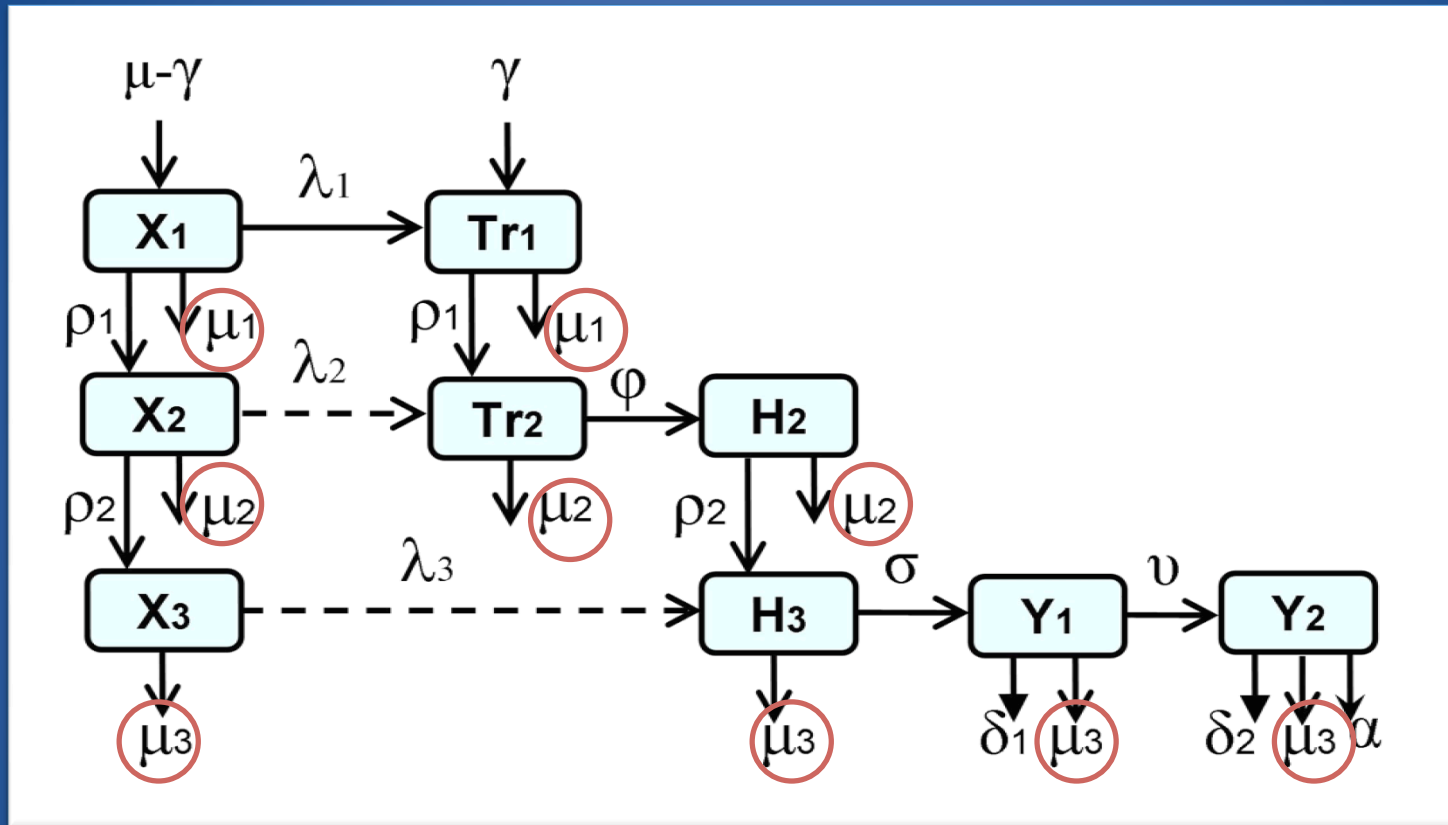 μ-γ γ
λ1
X1 Tr1
ρ1 μ1 ρ1 μ1
λ2 φ
X2 Tr2 H2
ρ2 μ2 μ2 ρ2 μ2
λ3 σ υ
X3 H3 Y1 Y2
μ3 μ3 δ1 μ3 δ2 μ3 α